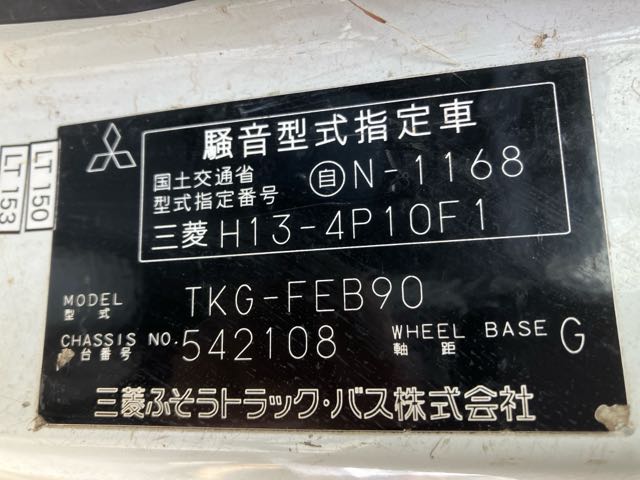 騒音型式指定車
国土交通省
型式指定番号
自 N-1168
三菱 H13-4P10F1
MODEL
型式
TKG-FEB90
CHASSIS NO.
台番号
542108
WHEEL BASE
軸距
G
三菱ふそうトラック・バス株式会社
LT 150
LT 153